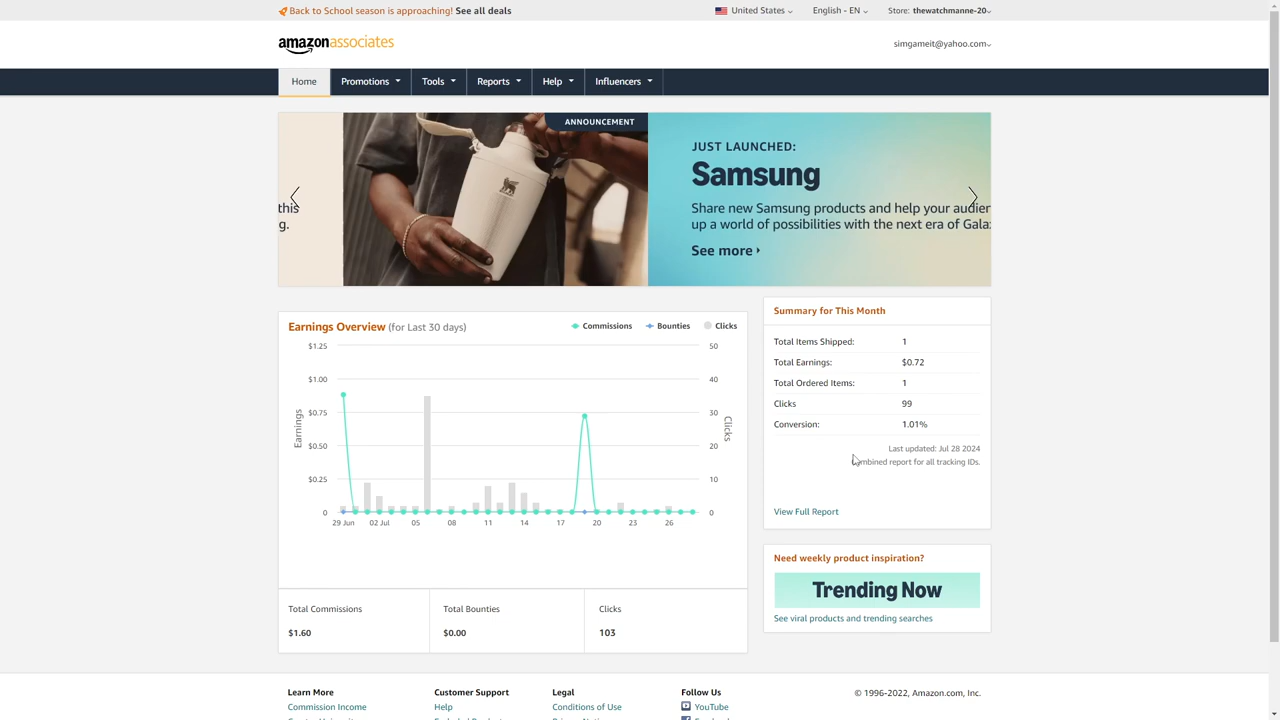 Back to School season is approaching! See all deals
United States
English - EN
Store: thewatchmanne-20
amazonassociates
simgameit@yahoo.com
Home
Promotions
Tools
Reports
Help
Influencers
this
g.
ANNOUNCEMENT
JUST LAUNCHED:
Samsung
Share new Samsung products and help your audien
up a world of possibilities with the next era of Gala
See more
Earnings Overview (for Last 30 days)
Commissions
Bounties
Clicks
$1.25
$1.00
$0.75
$0.50
$0.25
0
Earnings
50
40
30
20
10
0
Clicks
29 Jun
02 Jul
05
08
11
14
17
20
23
26
Total Commissions
$1.60
Total Bounties
$0.00
Clicks
103
Summary for This Month
Total Items Shipped: 1
Total Earnings: $0.72
Total Ordered Items: 1
Clicks 99
Conversion: 1.01%
Last updated: Jul 28 2024
Combined report for all tracking IDs.
View Full Report
Need weekly product inspiration?
Trending Now
See viral products and trending searches
Learn More
Commission Income
Customer Support
Help
Legal
Conditions of Use
Follow Us
YouTube
© 1996-2022, Amazon.com, Inc.